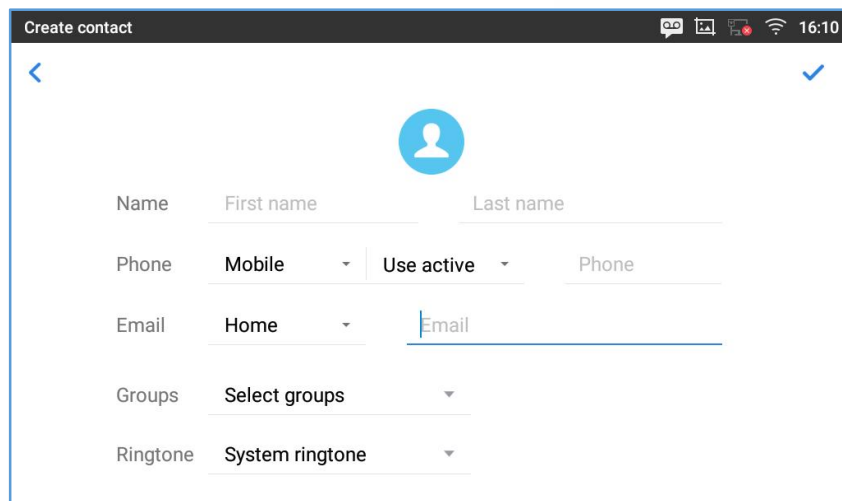 Create contact 16:10
Name First name Last name
Phone Mobile Use active Phone
Email Home Email
Groups Select groups
Ringtone System ringtone